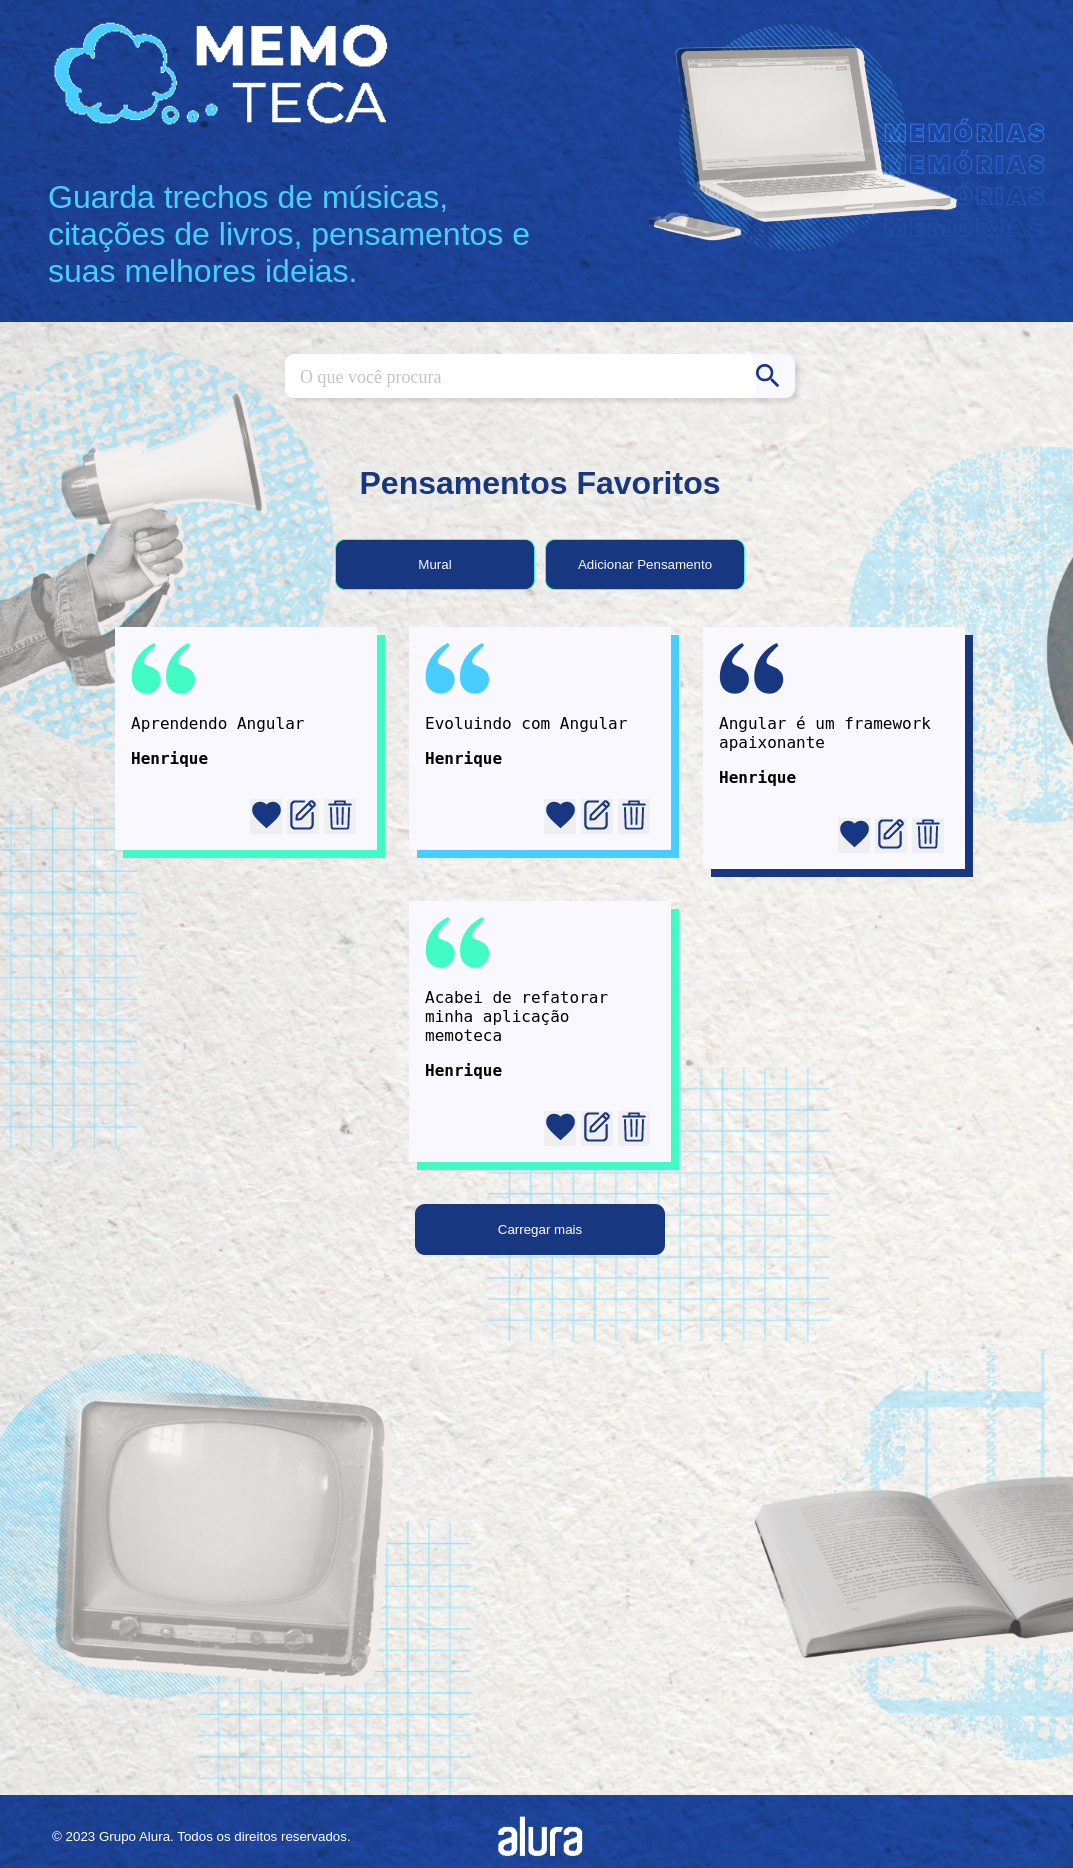 MEMO
TECA
MEMÓRIAS
MEMÓRIAS
MEMÓRIAS
Guarda trechos de músicas,
citações de livros, pensamentos e
suas melhores ideias.
O que você procura
Pensamentos Favoritos
Mural
Adicionar Pensamento
Aprendendo Angular
Henrique
Evoluindo com Angular
Henrique
Angular é um framework
apaixonante
Henrique
Acabei de refatorar
minha aplicação
memoteca
Henrique
Carregar mais
© 2023 Grupo Alura. Todos os direitos reservados.
alura